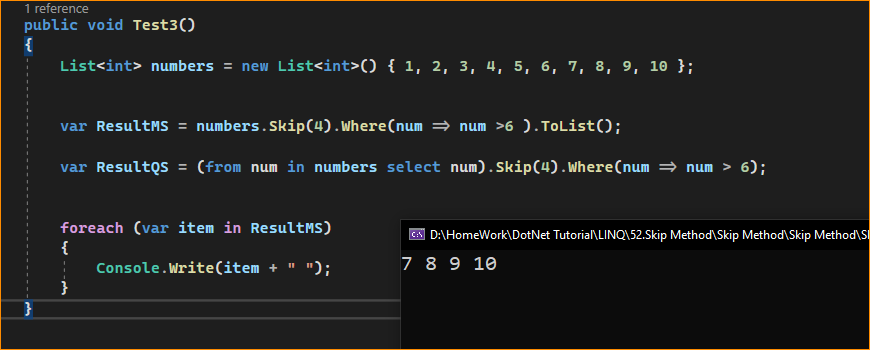 1 reference
public void Test3()
{
List<int> numbers = new List<int>() { 1, 2, 3, 4, 5, 6, 7, 8, 9, 10 };
var ResultMS = numbers.Skip(4).Where(num => num >6 ).ToList();
var ResultQS = (from num in numbers select num).Skip(4).Where(num => num > 6);
foreach (var item in ResultMS)
{
Console.Write(item + " ");
}
}
D:\HomeWork\DotNet Tutorial\LINQ\52.Skip Method\Skip Method\Skip Method\
7 8 9 10